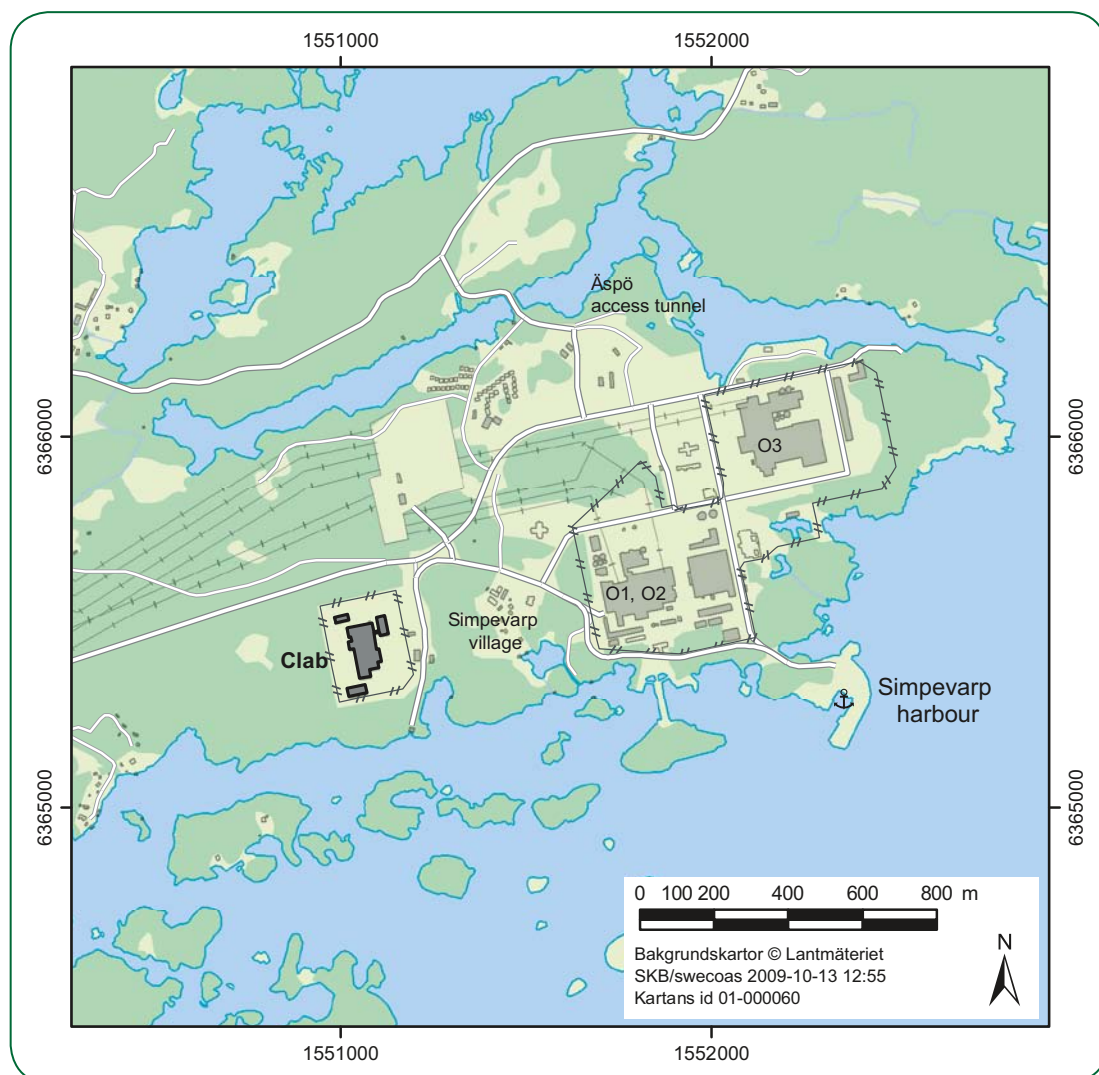 1551000
1552000
Äspö
access tunnel
6366000
6366000
O3
O1, O2
Simpevarp
village
Clab
Simpevarp
harbour
6365000
6365000
0 100 200 400 600 800 m
Bakgrundskartor © Lantmäteriet
SKB/swecoas 2009-10-13 12:55
Kartans id 01-000060
N
1551000
1552000